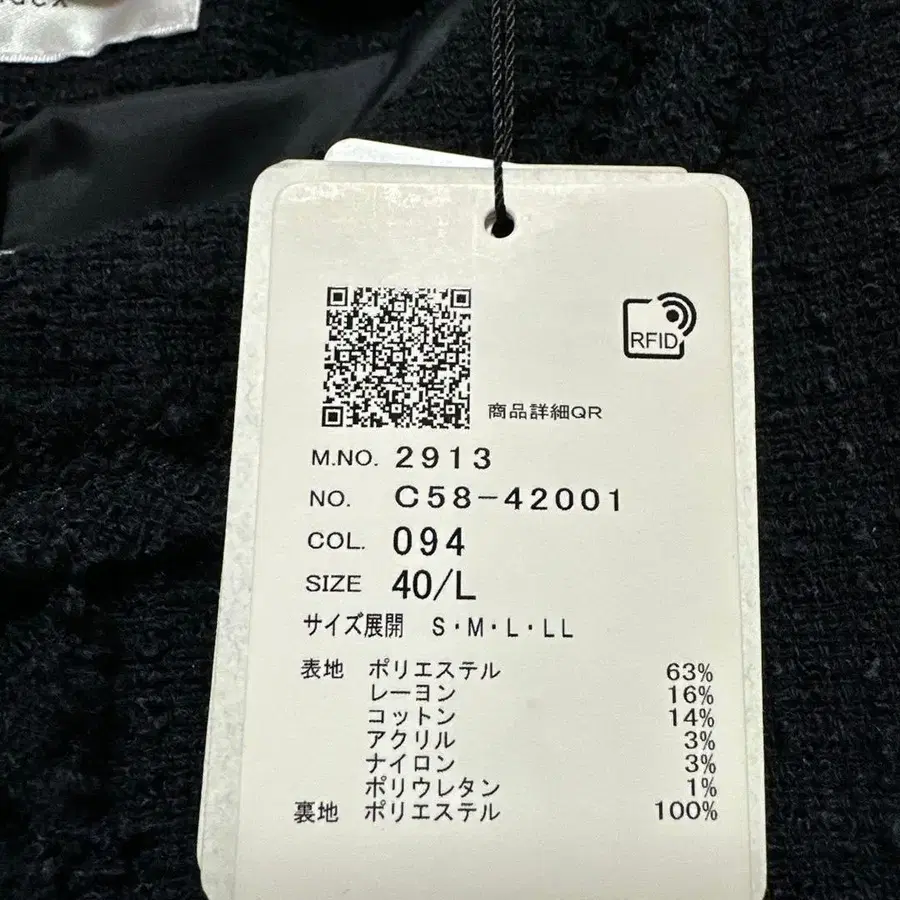 RFID
商品詳細QR
M.NO. 2913
NO. C58-42001
COL. 094
SIZE 40/L
サイズ展開 S・M・L・LL
表地 ポリエステル 63%
レーヨン 16%
コットン 14%
アクリル 3%
ナイロン 3%
ポリウレタン 1%
裏地 ポリエステル 100%